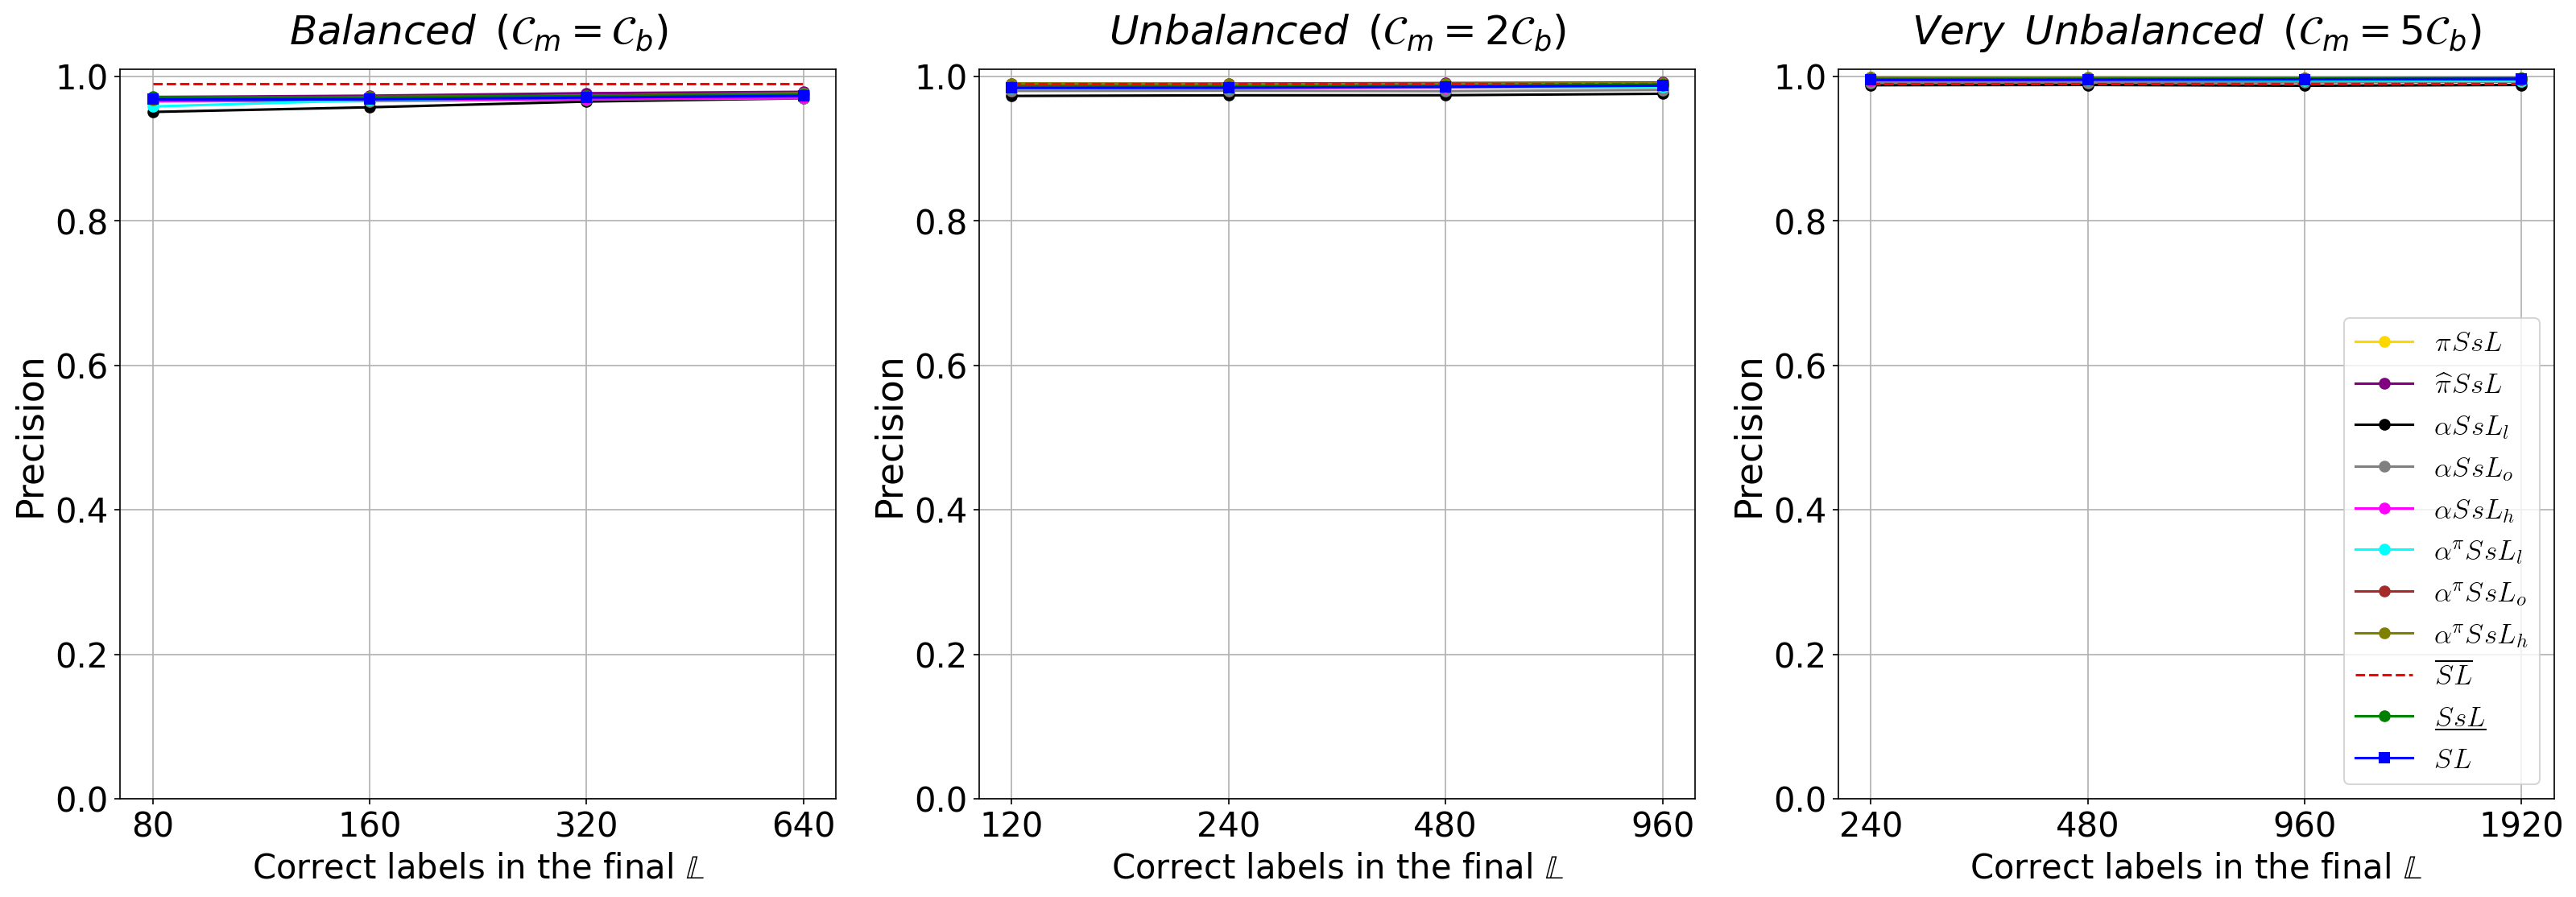 Balanced (𝒞m = 𝒞b)
1.0
0.8
0.6
0.4
0.2
0.0
Precision
80 160 320 640
Correct labels in the final 𝕃
Unbalanced (𝒞m = 2𝒞b)
1.0
0.8
0.6
0.4
0.2
0.0
Precision
120 240 480 960
Correct labels in the final 𝕃
Very Unbalanced (𝒞m = 5𝒞b)
1.0
0.8
0.6
0.4
0.2
0.0
Precision
240 480 960 1920
Correct labels in the final 𝕃
πSsL
π̂SsL
αSsLl
αSsLo
αSsLh
α^πSsLl
α^πSsLo
α^πSsLh
S̅L̅
S̲s̲L̲
SL